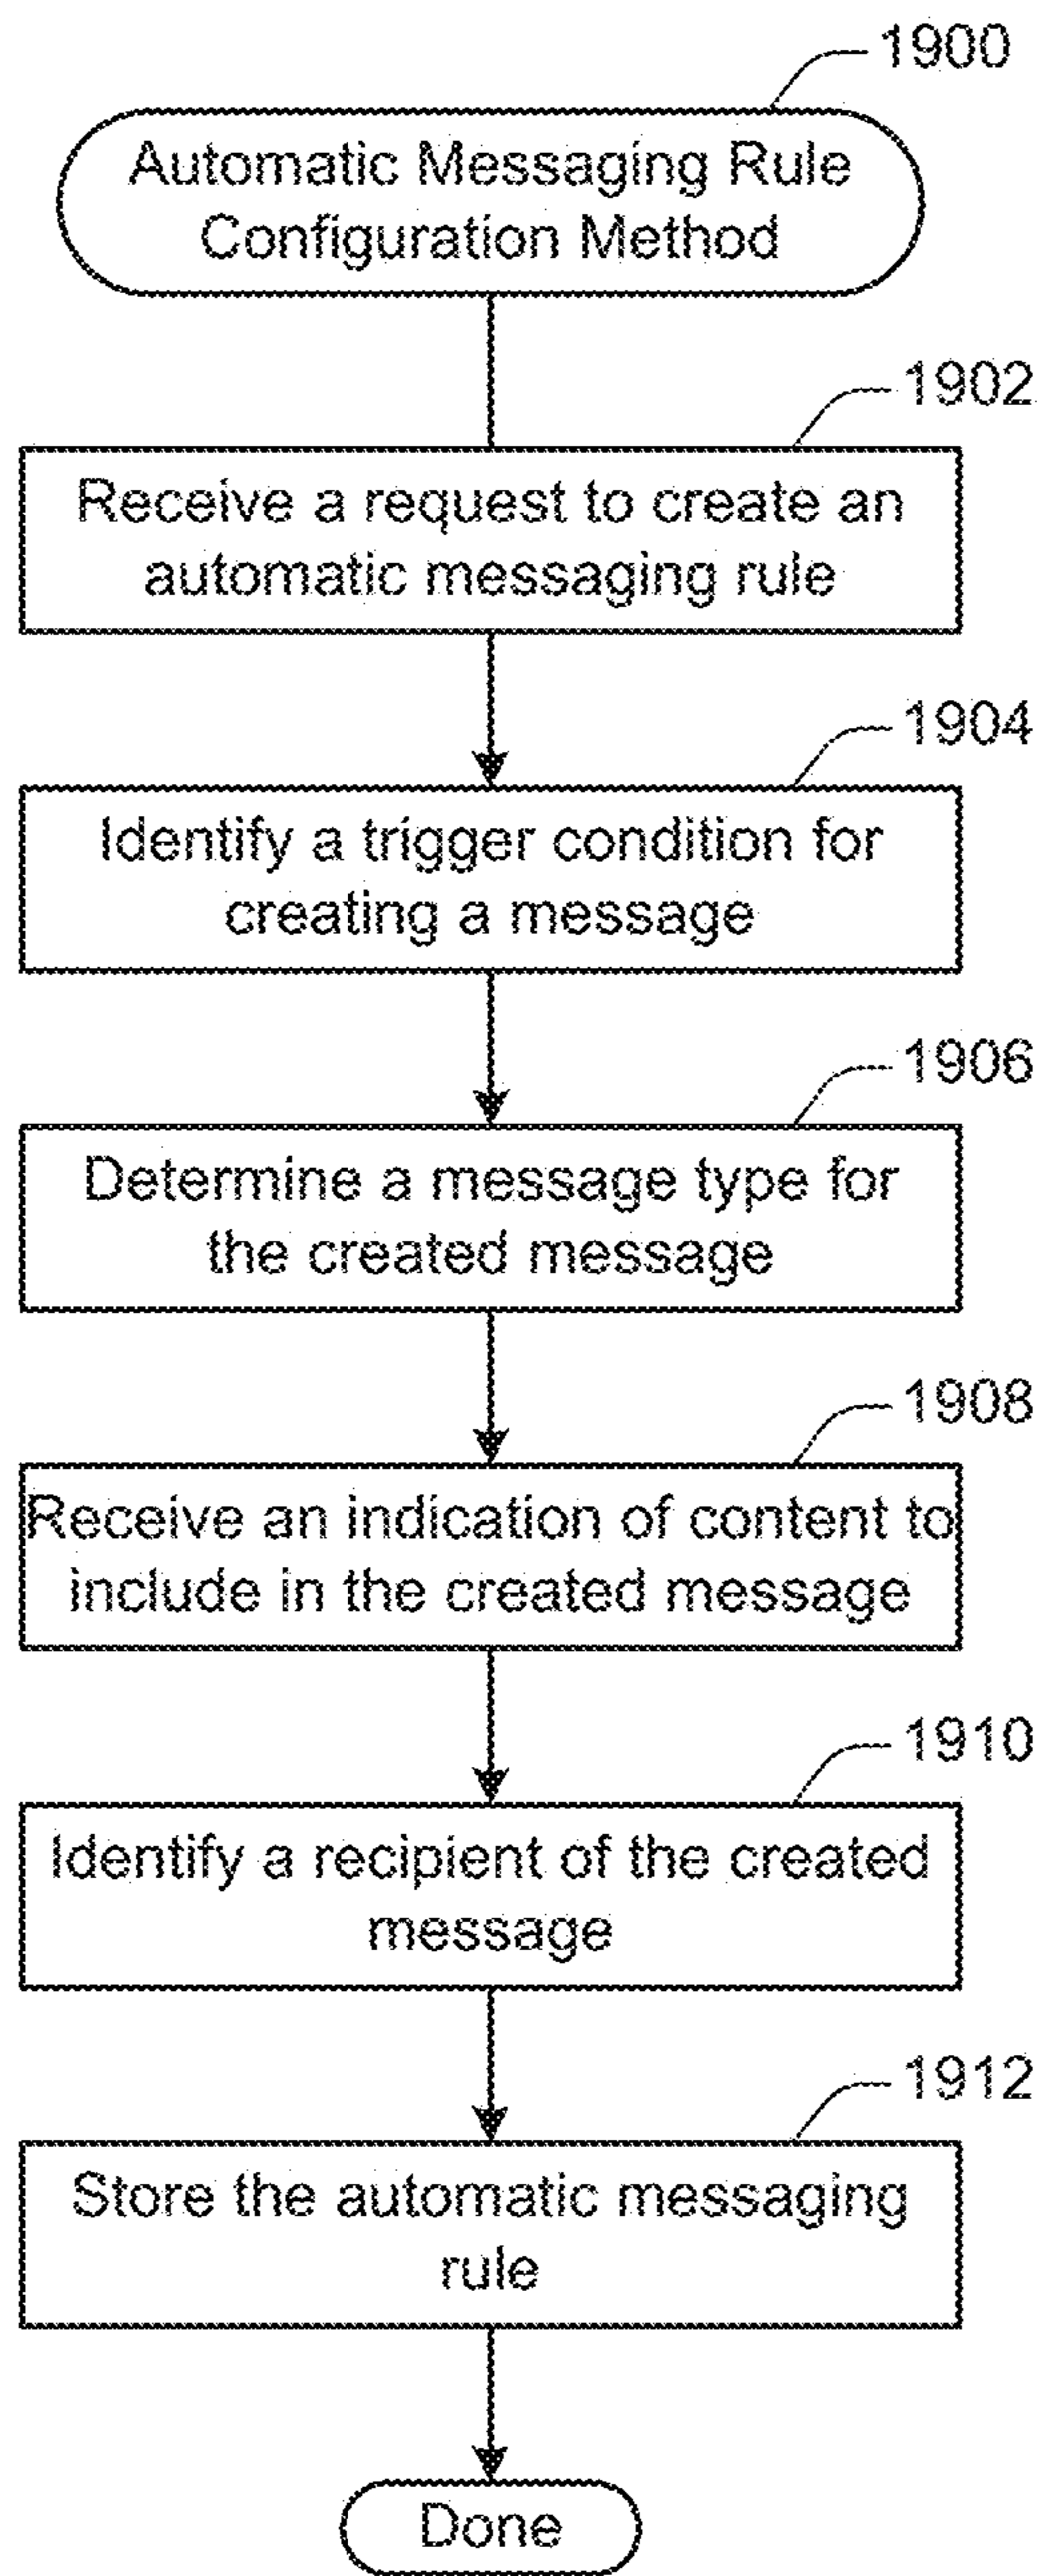 1900
Automatic Messaging Rule
Configuration Method
1902
Receive a request to create an
automatic messaging rule
1904
Identify a trigger condition for
creating a message
1906
Determine a message type for
the created message
1908
Receive an indication of content to
include in the created message
1910
Identify a recipient of the created
message
1912
Store the automatic messaging
rule
Done